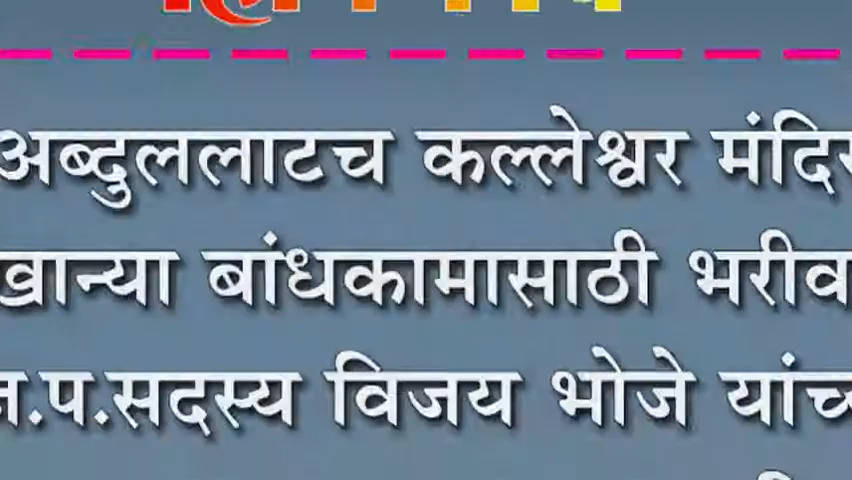 अब्दुललाटच कल्लेश्वर मंदिर
खान्या बांधकामासाठी भरीव
.प.सदस्य विजय भोजे यांच्य